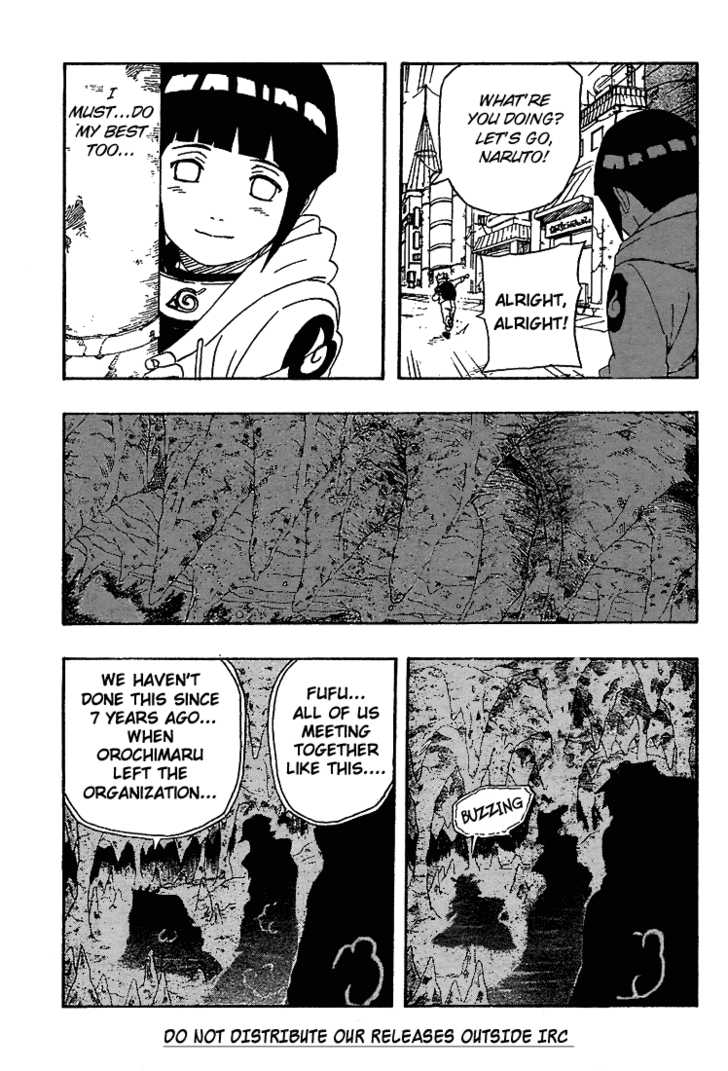 WHAT'RE
YOU DOING?
LET'S GO,
NARUTO!
ALRIGHT,
ALRIGHT!
I
MUST...DO
MY BEST
TOO...
BUZZING
FUFU...
ALL OF US
MEETING
TOGETHER
LIKE THIS....
WE HAVEN'T
DONE THIS SINCE
7 YEARS AGO...
WHEN
OROCHIMARU
LEFT THE
ORGANIZATION...
DO NOT DISTRIBUTE OUR RELEASES OUTSIDE IRC